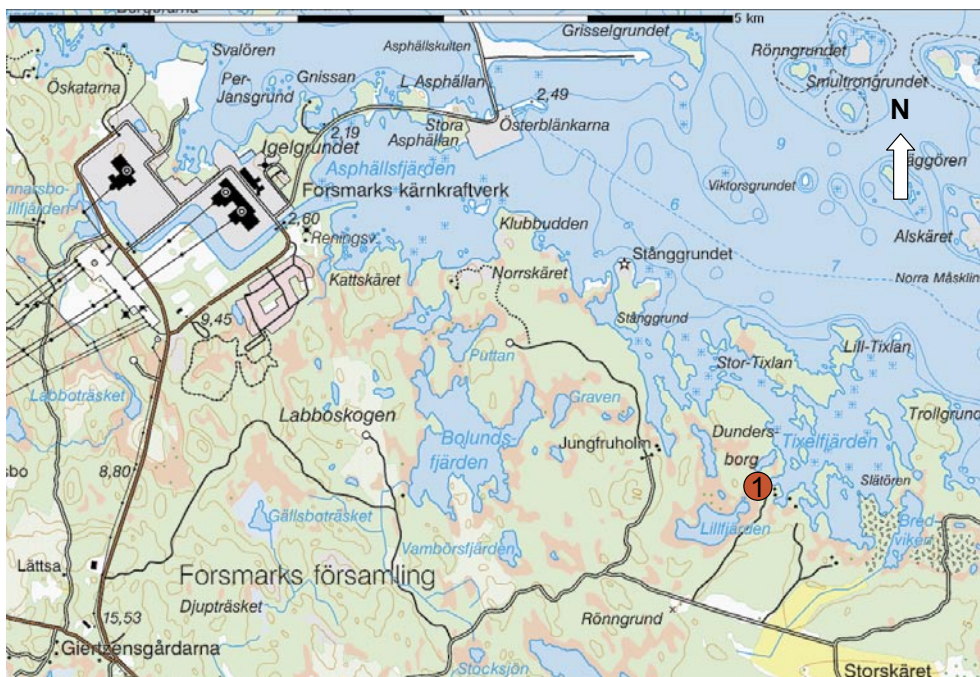 5 km
Grisselgrundet
Rönngrundet
Asphällskulten
Svalören
Smultrongrundet
Gnissan
L Asphällan
Per-
Jansgrund
Öskatarna
2,49
N
Stora
Asphällan
Österblänkarna
2,19
Igelgrundet
9
Asphällsfjärden
Forsmarks kärnkraftverk
Viktorsgrundet
Lillfjärden
6
2,60
Klubbudden
Reningsv.
Alskäret
Stånggrundet
7
Kattskäret
Norrskäret
Norra Måsklin
9,45
Stånggrund
Lill-Tixlan
Puttan
Stor-Tixlan
Labboträsket
Graven
Trollgrund
Labboskogen
Bolunds-
fjärden
Jungfruholm
Dunders-
borg
Tixelfjärden
8,80
10
1
Slätören
Gällsboträsket
Lillfjärden
Bred-
viken
Vambörsfjärden
Lättsa
Forsmarks församling
Djupträsket
Rönngrund
15,53
Giertzensgårdarna
Stocksjön
Storskäret